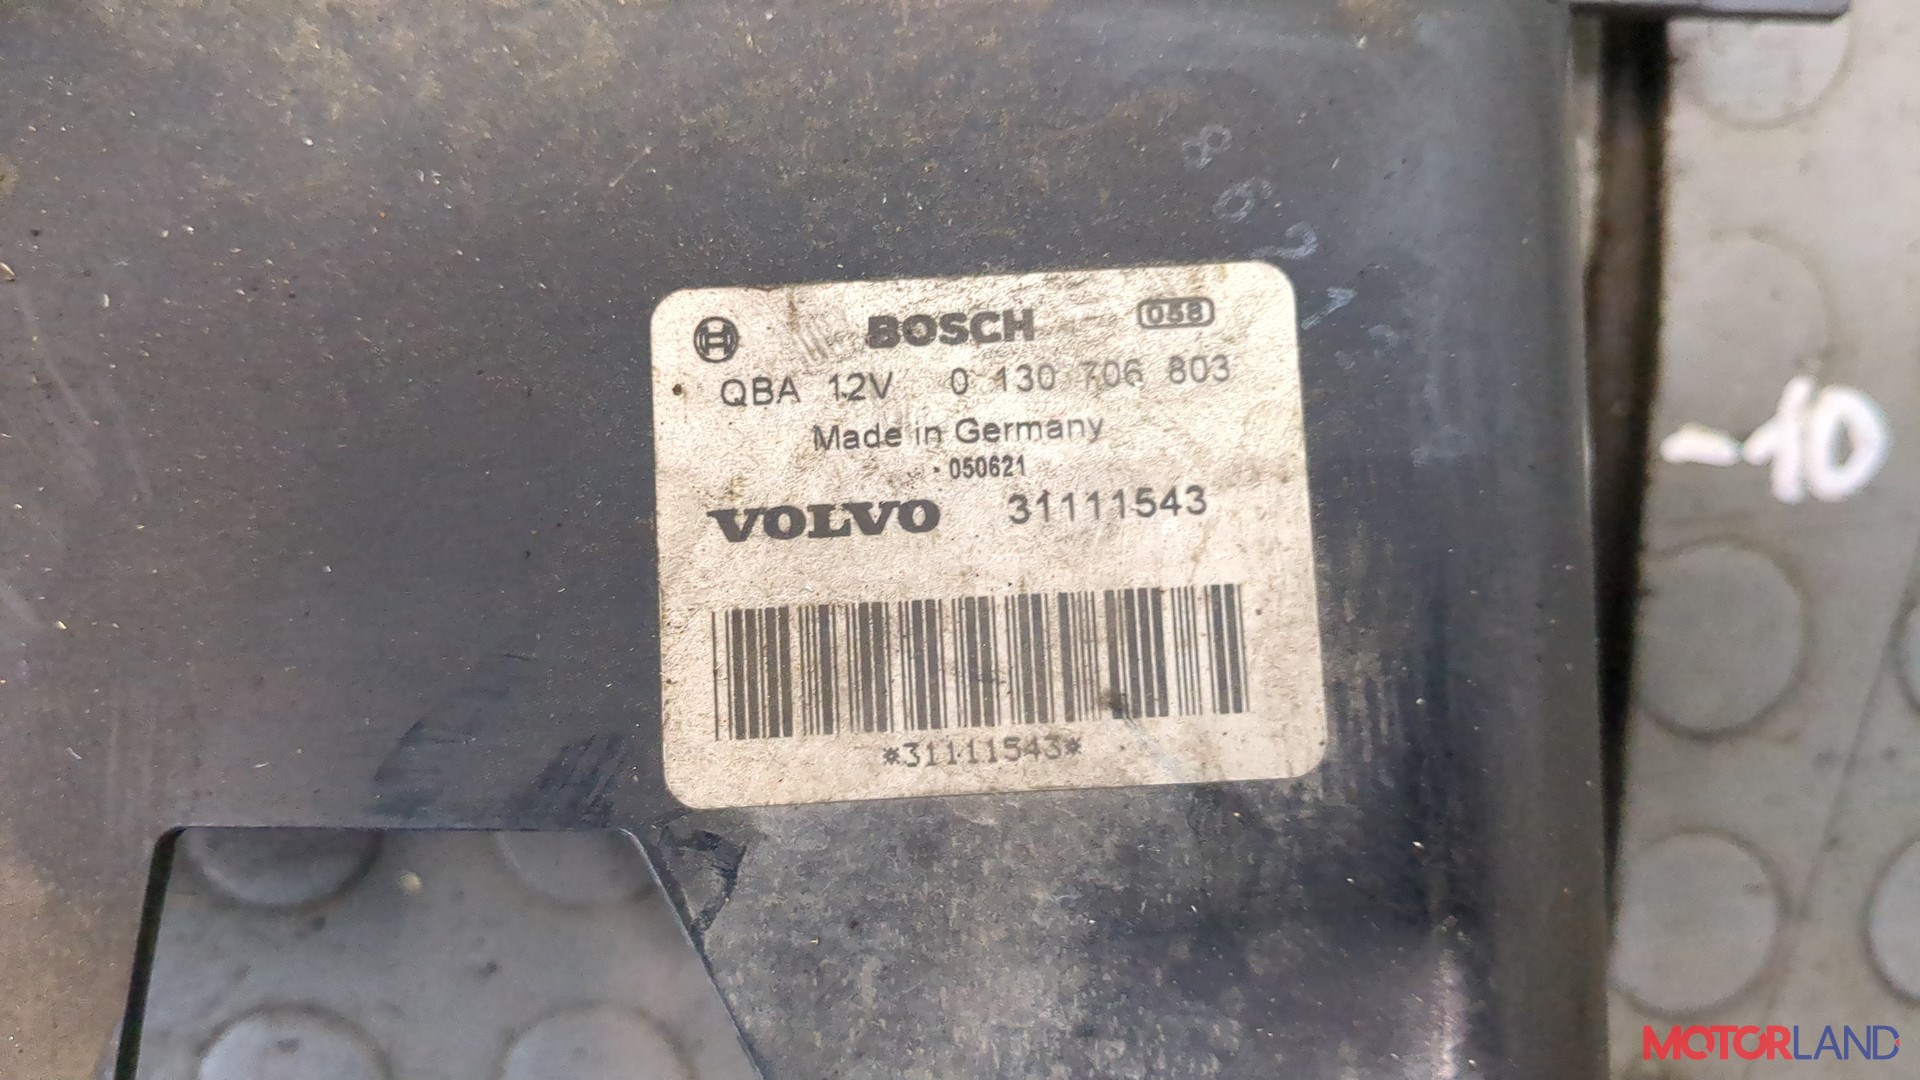 BOSCH 058
QBA 12V 0 130 706 803
Made in Germany
050621
VOLVO 31111543
*31111543*
-10
MOTORLAND